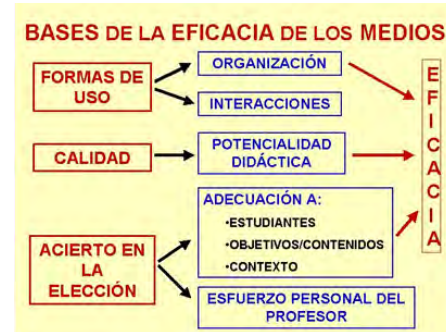 BASES DE LA EFICACIA DE LOS MEDIOS
FORMAS DE
USO
ORGANIZACIÓN
INTERACCIONES
CALIDAD
POTENCIALIDAD
DIDÁCTICA
ACIERTO EN
LA
ELECCIÓN
ADECUACIÓN A:
•ESTUDIANTES
•OBJETIVOS/CONTENIDOS
•CONTEXTO
ESFUERZO PERSONAL DEL
PROFESOR
EFICACIA